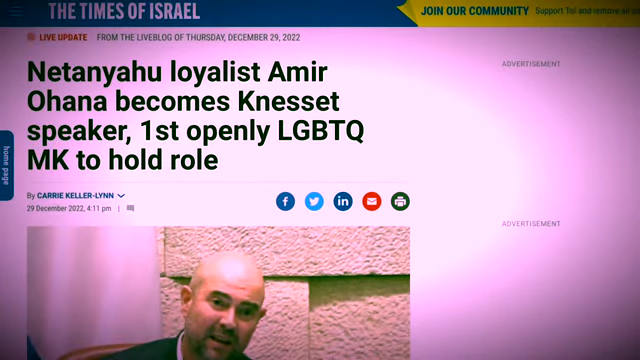 THE TIMES OF ISRAEL
JOIN OUR COMMUNITY Support ToI and remove all
LIVE UPDATE FROM THE LIVEBLOG OF THURSDAY, DECEMBER 29, 2022
Netanyahu loyalist Amir
Ohana becomes Knesset
speaker, 1st openly LGBTQ
MK to hold role
ADVERTISEMENT
home page
By CARRIE KELLER-LYNN
29 December 2022, 4:11 pm |
f
in
ADVERTISEMENT